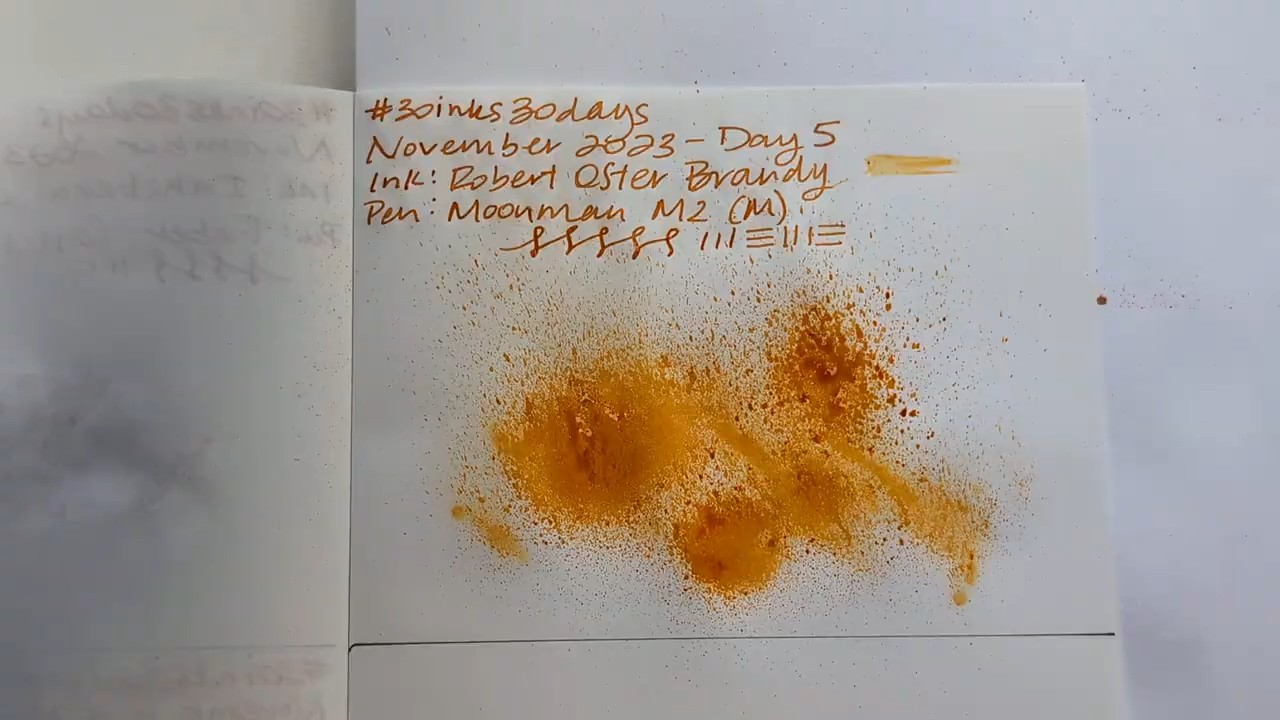 #30inks30days
November 2023 - Day 5
Ink: Robert Oster Brandy
Pen: Moonman M2 (M)